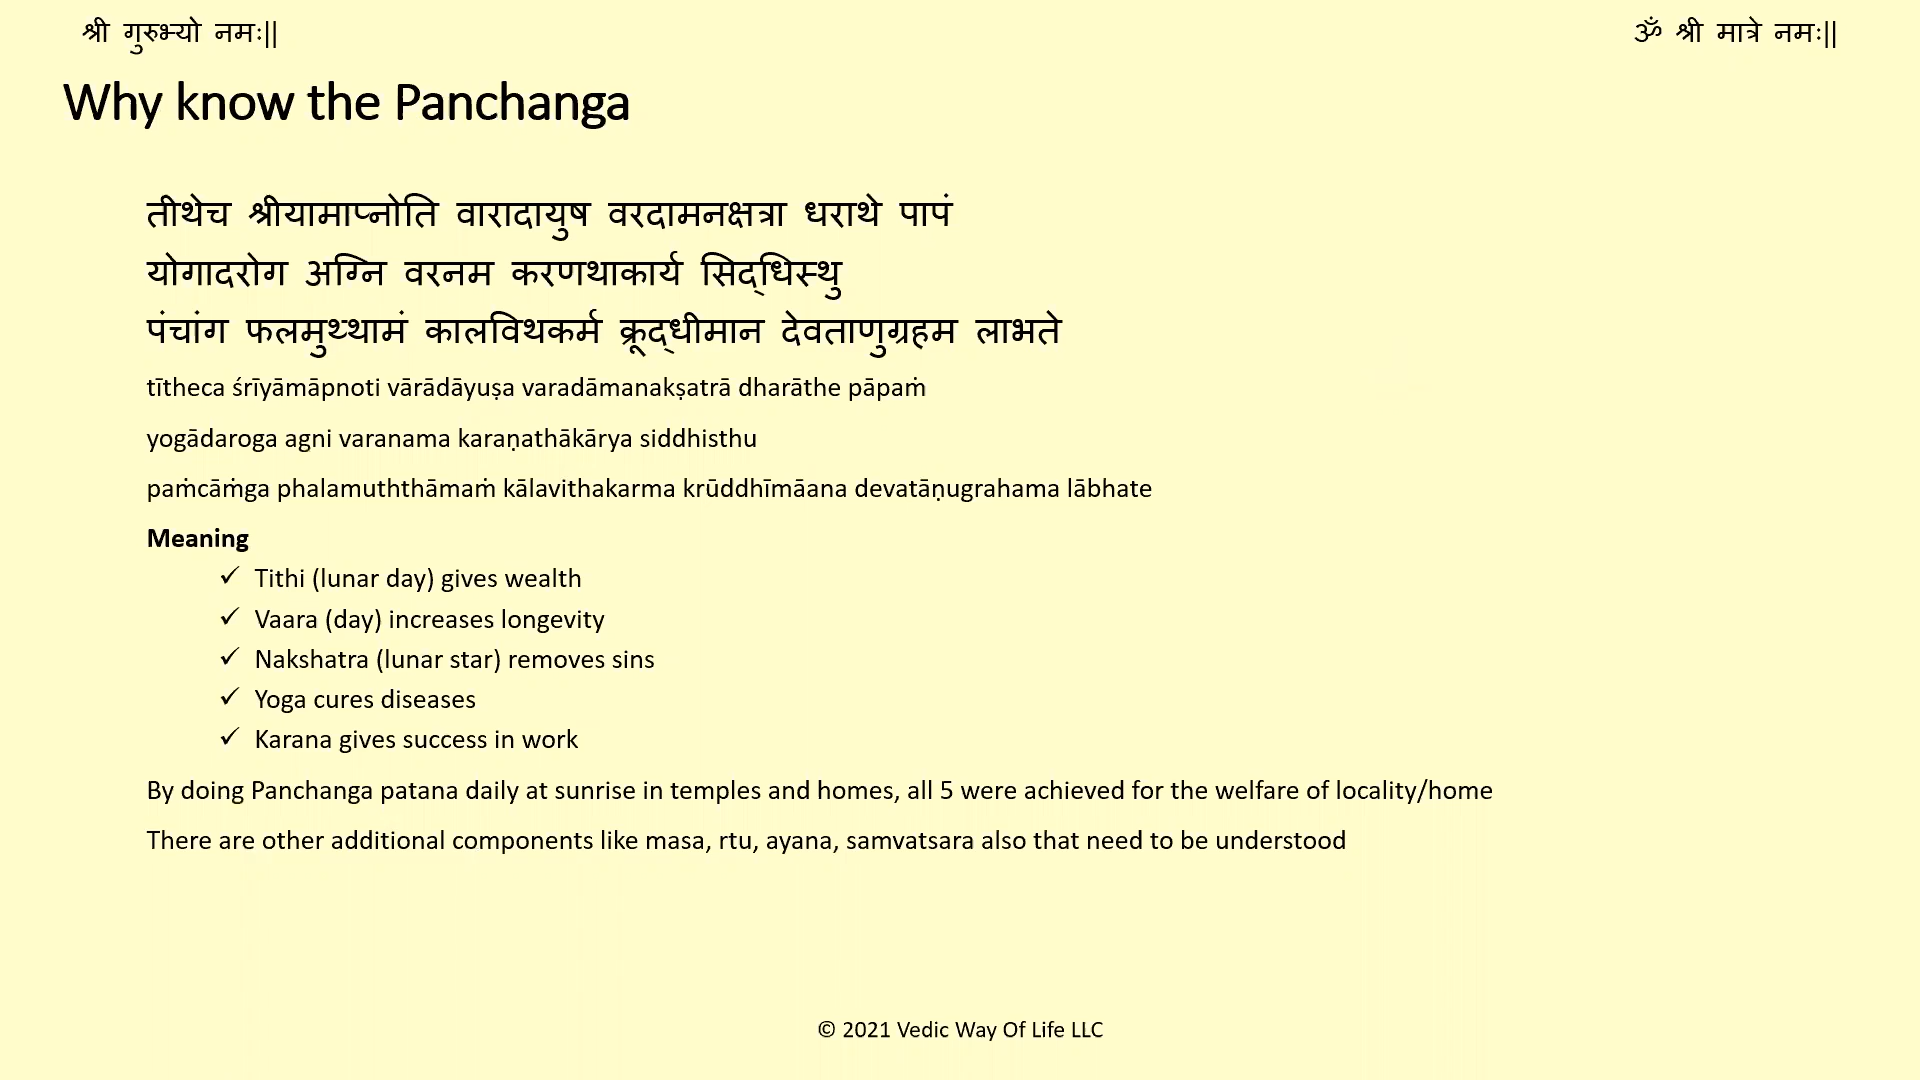 श्री गुरुभ्यो नमः||
ॐ श्री मात्रे नमः||
Why know the Panchanga
तीथेच श्रीयामाप्नोति वारादायुष वरदामनक्षत्रा धराथे पापं
योगादरोग अग्नि वरनम करणथाकार्य सिद्धिस्थु
पंचांग फलमुथ्थामं कालविथकर्म क्रूद्धीमान देवताणुग्रहम लाभते
tītheca śrīyāmāpnoti vārādāyuṣa varadāmanakṣatrā dharāthe pāpaṁ
yogādaroga agni varanama karaṇathākārya siddhisthu
paṁcāṁga phalamuththāmaṁ kālavithakarma krūddhīmāana devatāṇugrahama lābhate
Meaning
✓ Tithi (lunar day) gives wealth
✓ Vaara (day) increases longevity
✓ Nakshatra (lunar star) removes sins
✓ Yoga cures diseases
✓ Karana gives success in work
By doing Panchanga patana daily at sunrise in temples and homes, all 5 were achieved for the welfare of locality/home
There are other additional components like masa, rtu, ayana, samvatsara also that need to be understood
© 2021 Vedic Way Of Life LLC